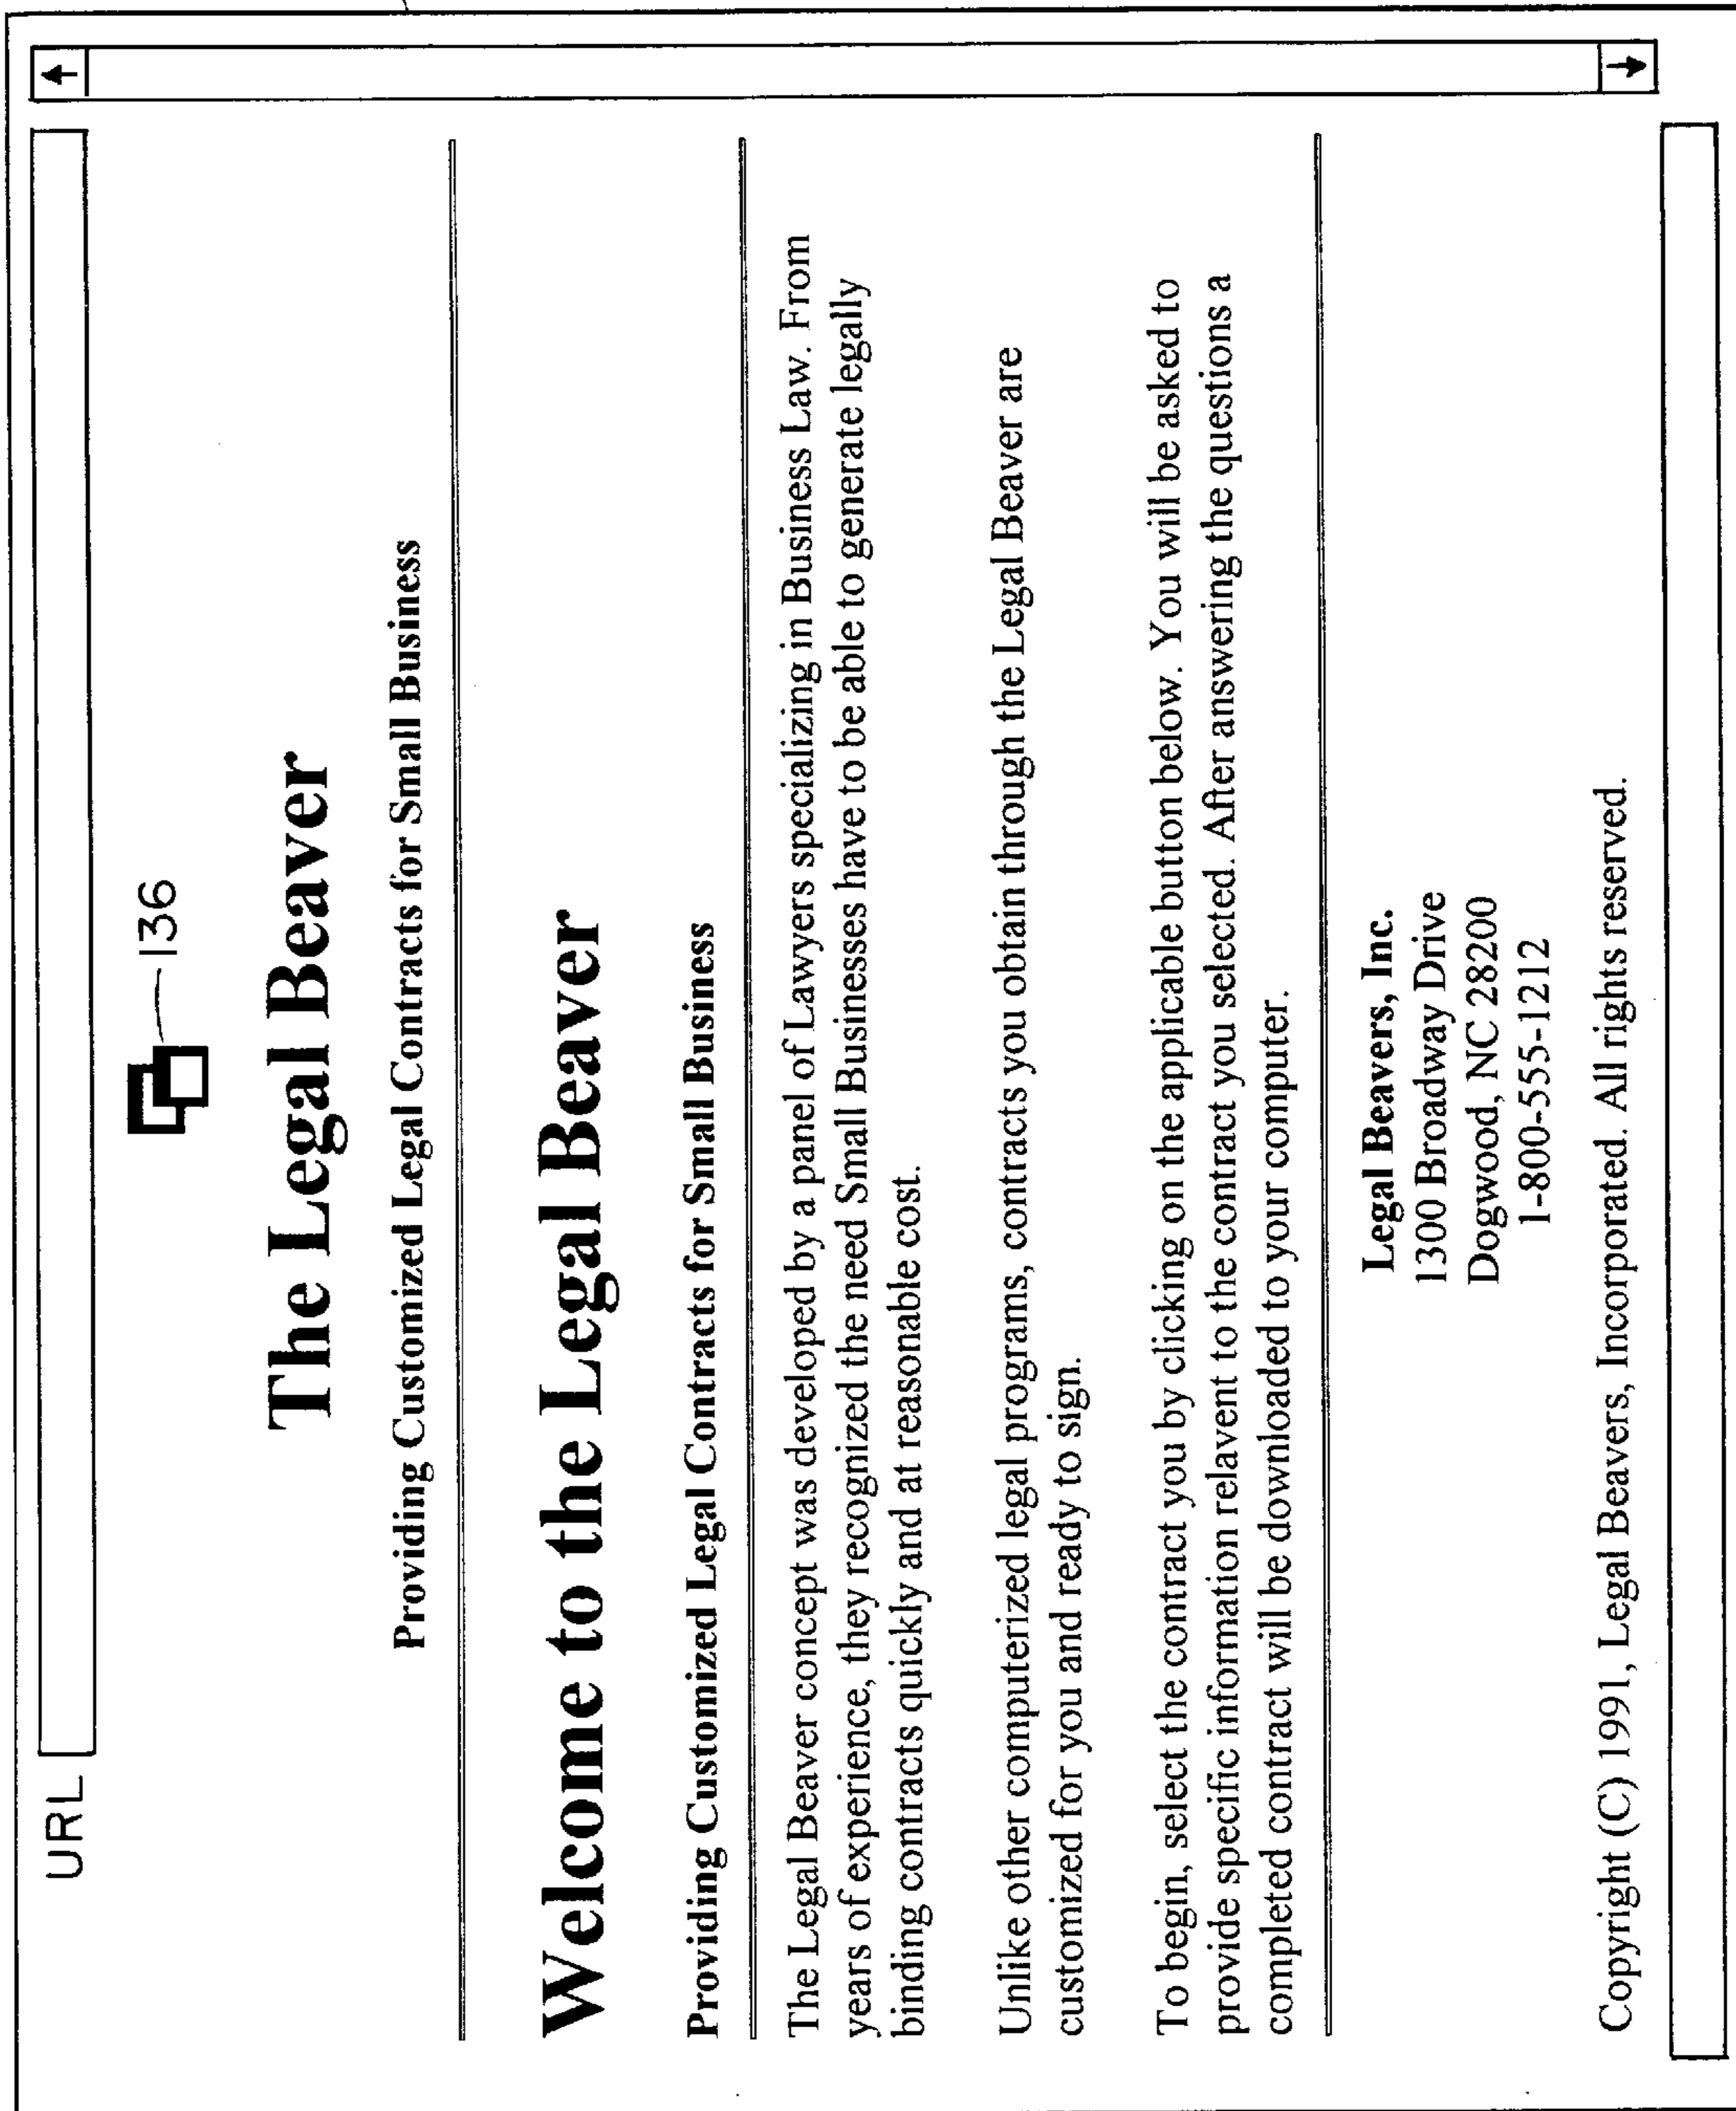 URL
136
The Legal Beaver
Providing Customized Legal Contracts for Small Business
Welcome to the Legal Beaver
Providing Customized Legal Contracts for Small Business
The Legal Beaver concept was developed by a panel of Lawyers specializing in Business Law. From
years of experience, they recognized the need Small Businesses have to be able to generate legally
binding contracts quickly and at reasonable cost.
Unlike other computerized legal programs, contracts you obtain through the Legal Beaver are
customized for you and ready to sign.
To begin, select the contract you by clicking on the applicable button below. You will be asked to
provide specific information relavent to the contract you selected. After answering the questions a
completed contract will be downloaded to your computer.
Legal Beavers, Inc.
1300 Broadway Drive
Dogwood, NC 28200
1-800-555-1212
Copyright (C) 1991, Legal Beavers, Incorporated. All rights reserved.